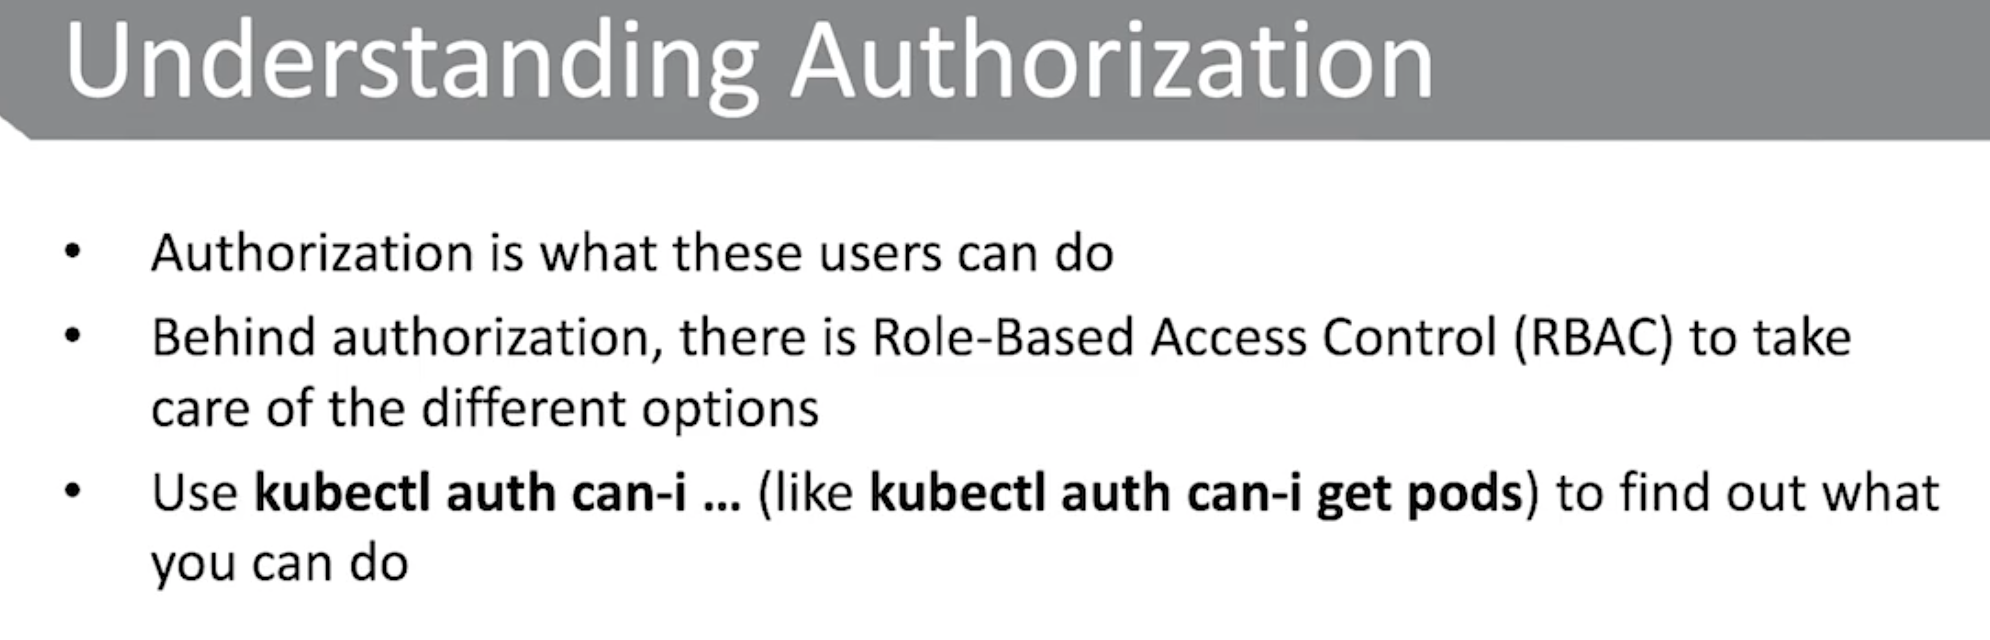 Understanding Authorization
• Authorization is what these users can do
• Behind authorization, there is Role-Based Access Control (RBAC) to take
care of the different options
• Use kubectl auth can-i ... (like kubectl auth can-i get pods) to find out what
you can do